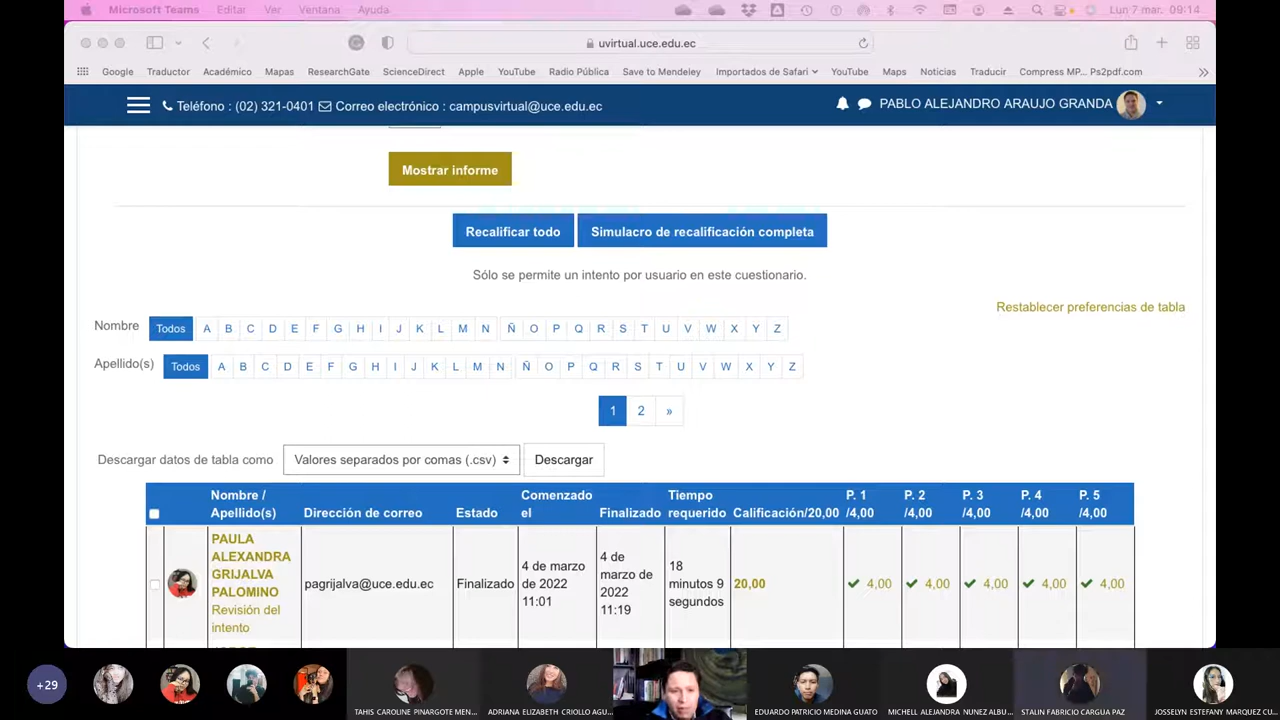 Microsoft Teams Editar Ver Ventana Ayuda Lun 7 mar. 09:14
uvirtual.uce.edu.ec
Google Traductor Académico Mapas ResearchGate ScienceDirect Apple YouTube Radio Pública Save to Mendeley Importados de Safari YouTube Maps Noticias Traducir Compress MP... Ps2pdf.com
Teléfono : (02) 321-0401 Correo electrónico : campusvirtual@uce.edu.ec PABLO ALEJANDRO ARAUJO GRANDA
Mostrar informe
Recalificar todo Simulacro de recalificación completa
Sólo se permite un intento por usuario en este cuestionario.
Restablecer preferencias de tabla
Nombre Todos A B C D E F G H I J K L M N Ñ O P Q R S T U V W X Y Z
Apellido(s) Todos A B C D E F G H I J K L M N Ñ O P Q R S T U V W X Y Z
1 2 »
Descargar datos de tabla como Valores separados por comas (.csv) Descargar
Nombre / Comenzado Tiempo P. 1 P. 2 P. 3 P. 4 P. 5
Apellido(s) Dirección de correo Estado el Finalizado requerido Calificación/20,00 /4,00 /4,00 /4,00 /4,00 /4,00
PAULA
ALEXANDRA
GRIJALVA
PALOMINO
Revisión del
intento
pagrijalva@uce.edu.ec
Finalizado
4 de marzo
de 2022
11:01
4 de
marzo de
2022
11:19
18
minutos 9
segundos
20,00
4,00 4,00 4,00 4,00 4,00
+29
TAHIS CAROLINE PINARGOTE MEN... ADRIANA ELIZABETH CRIOLLO AGU... EDUARDO PATRICIO MEDINA GUATO MICHELL ALEJANDRA NUNEZ ALBU... STALIN FABRICIO CARGUA PAZ JOSSELYN ESTEFANY MARQUEZ CU...